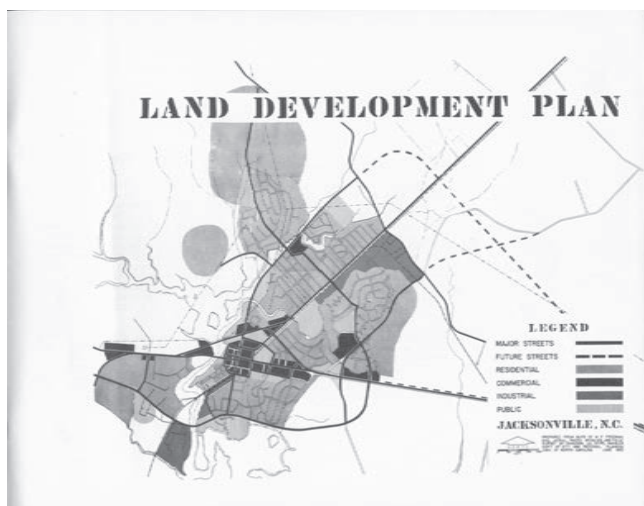 LAND DEVELOPMENT PLAN
LEGEND
MAJOR STREETS
FUTURE STREETS
RESIDENTIAL
COMMERCIAL
INDUSTRIAL
PUBLIC
JACKSONVILLE, N.C.